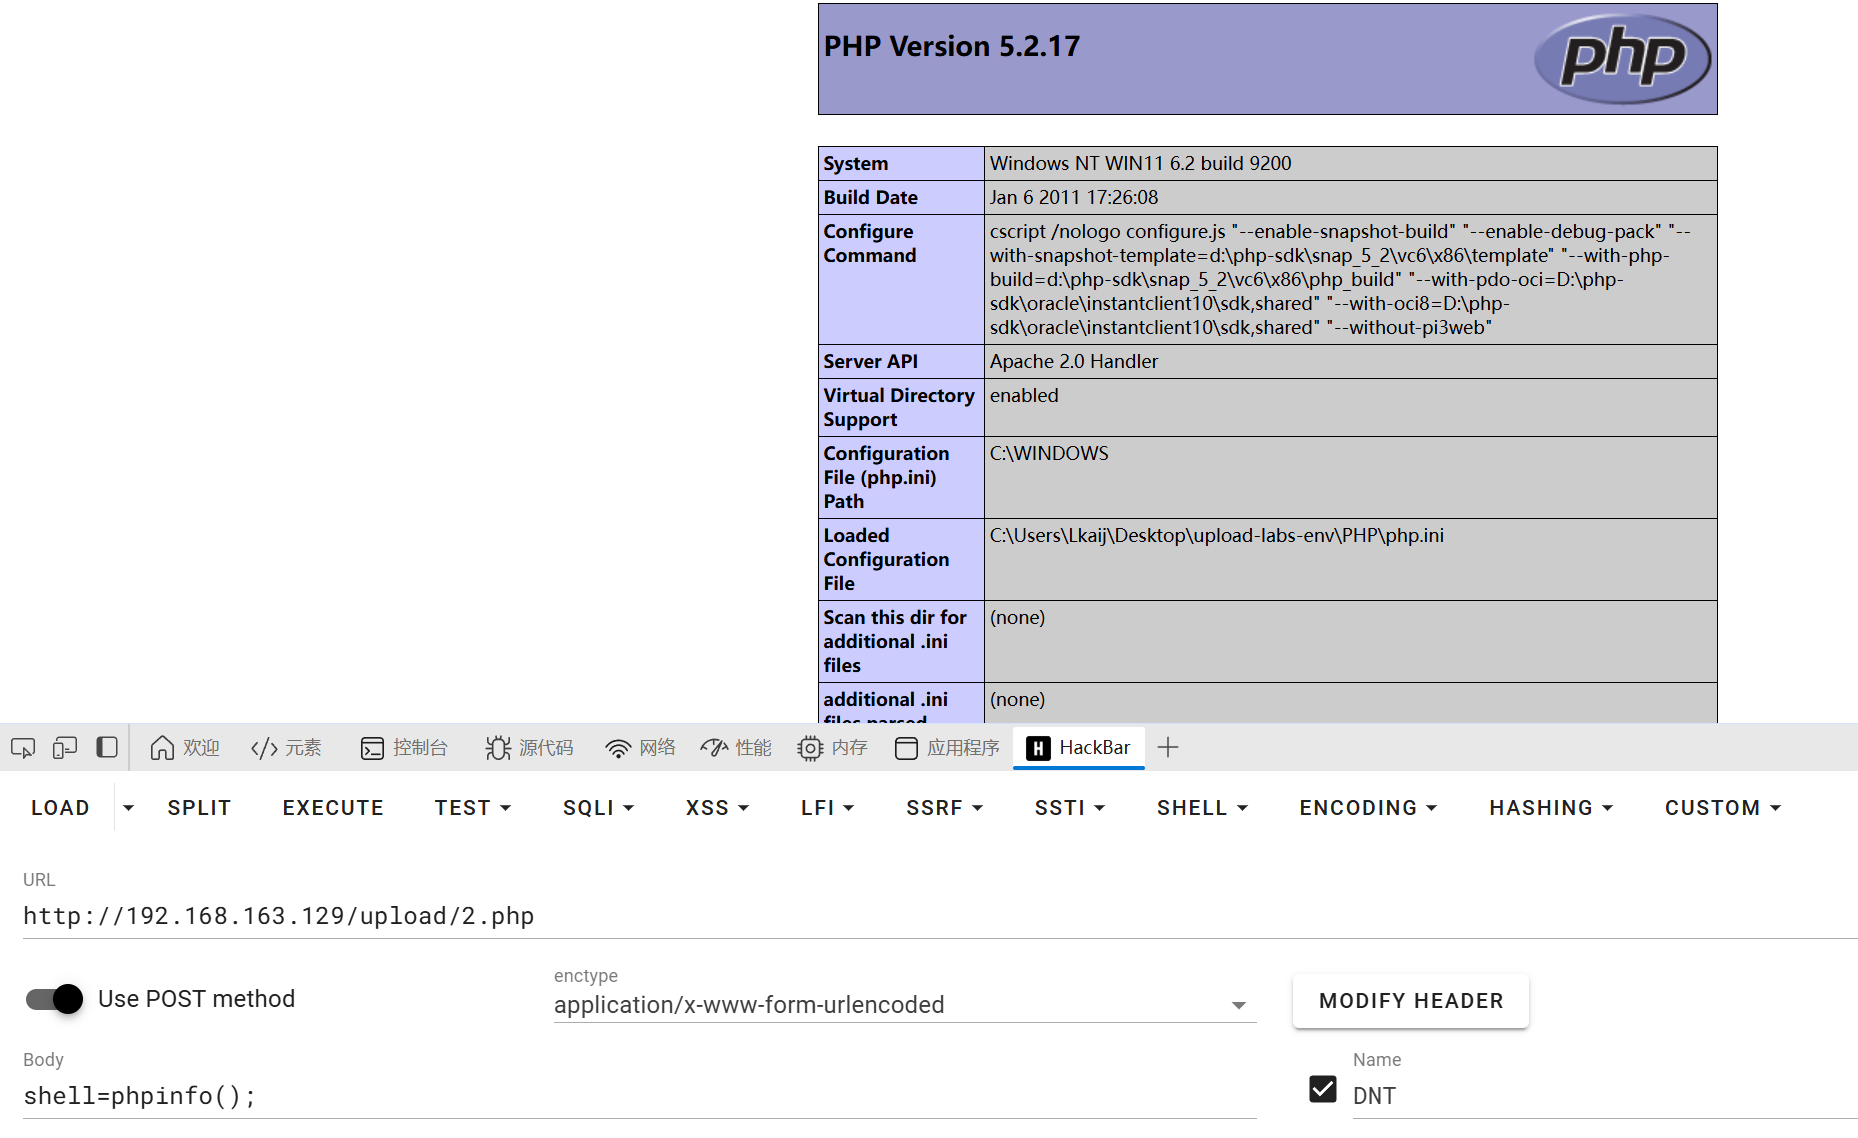 PHP Version 5.2.17
php
System
Windows NT WIN11 6.2 build 9200
Build Date
Jan 6 2011 17:26:08
Configure
Command
cscript /nologo configure.js "--enable-snapshot-build" "--enable-debug-pack" "--
with-snapshot-template=d:\php-sdk\snap_5_2\vc6\x86\template" "--with-php-
build=d:\php-sdk\snap_5_2\vc6\x86\php_build" "--with-pdo-oci=D:\php-
sdk\oracle\instantclient10\sdk,shared" "--with-oci8=D:\php-
sdk\oracle\instantclient10\sdk,shared" "--without-pi3web"
Server API
Apache 2.0 Handler
Virtual Directory
Support
enabled
Configuration
File (php.ini)
Path
C:\WINDOWS
Loaded
Configuration
File
C:\Users\Lkaij\Desktop\upload-labs-env\PHP\php.ini
Scan this dir for
additional .ini
files
(none)
additional .ini
files parsed
(none)
欢迎 元素 控制台 源代码 网络 性能 内存 应用程序 H HackBar
LOAD SPLIT EXECUTE TEST SQLI XSS LFI SSRF SSTI SHELL ENCODING HASHING CUSTOM
URL
http://192.168.163.129/upload/2.php
Use POST method
enctype
application/x-www-form-urlencoded
MODIFY HEADER
Body
shell=phpinfo();
Name
DNT